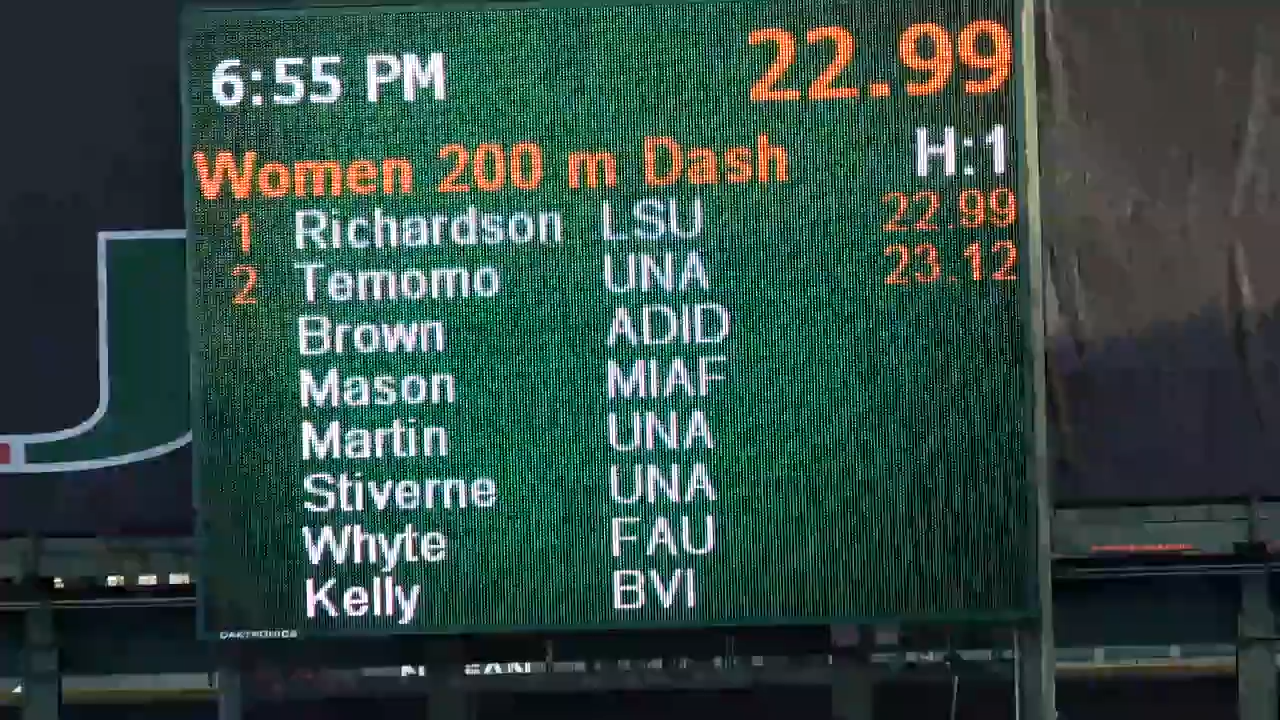 6:55 PM 22.99
Women 200 m Dash H:1
1 Richardson LSU 22.99
2 Temomo UNA 23.12
Brown ADID
Mason MIAF
Martin UNA
Stiverne UNA
Whyte FAU
Kelly BVI
DAKTRONICS